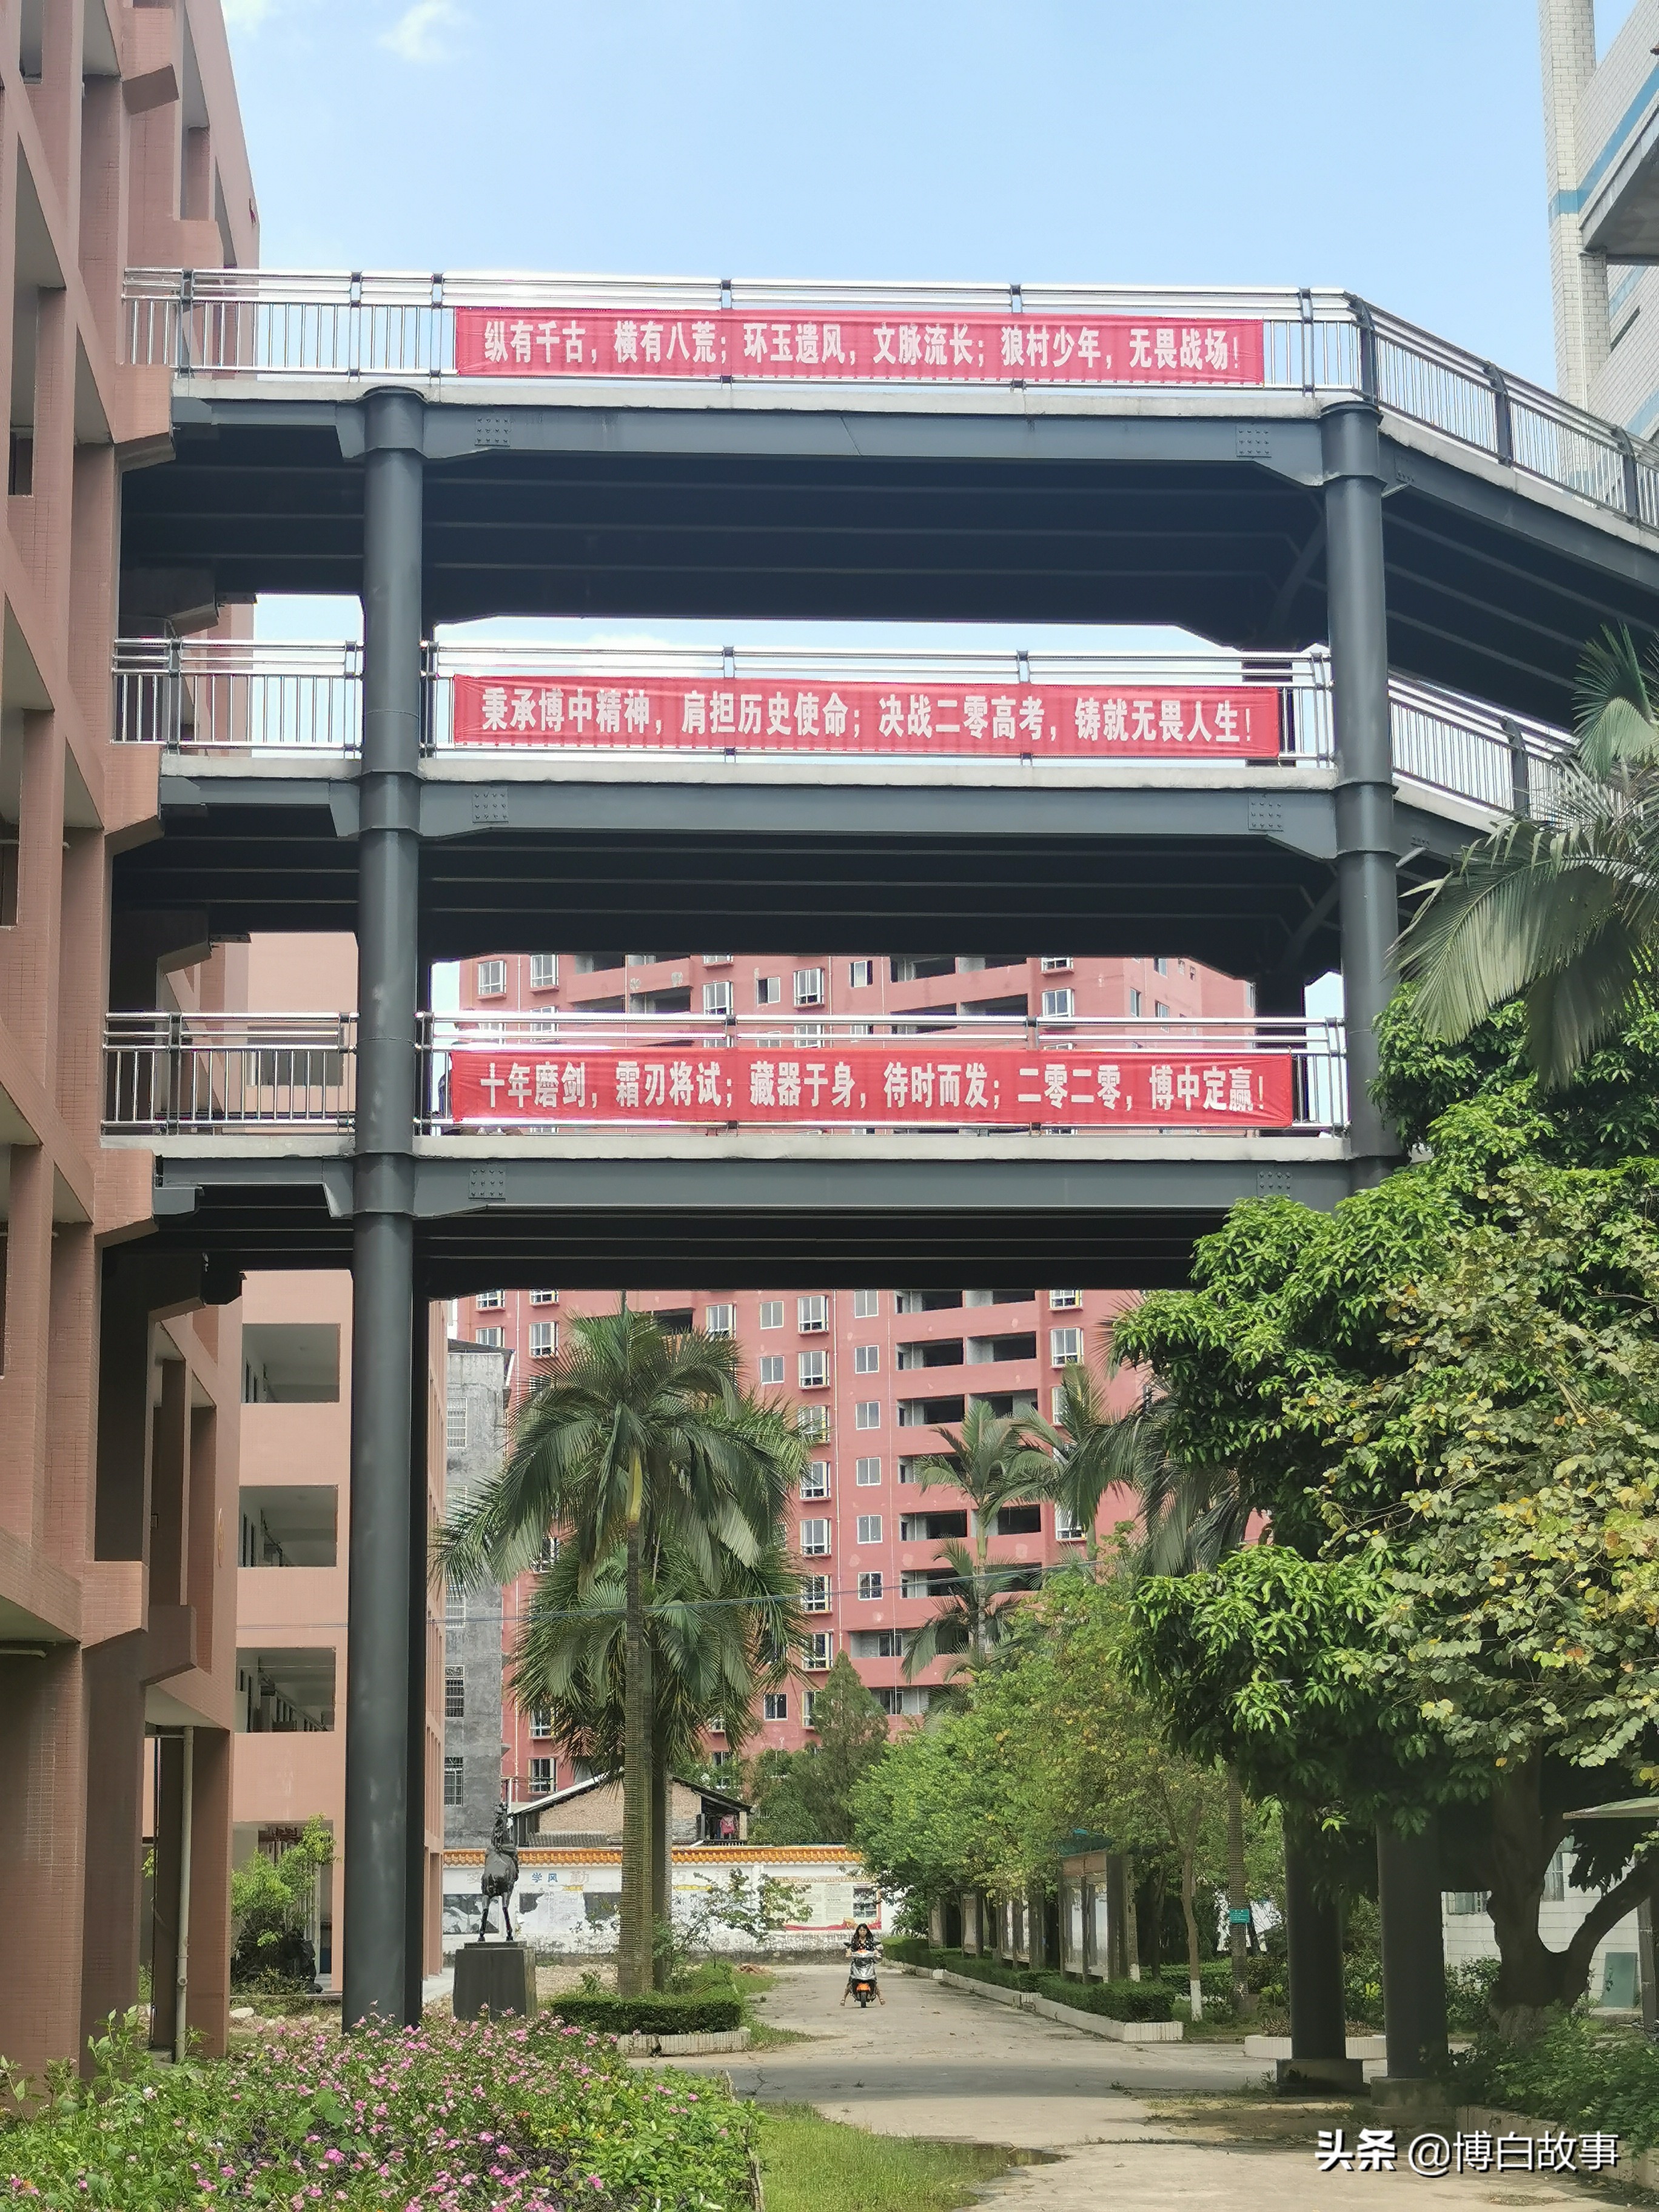 纵有千古，横有八荒；环玉遗风，文脉流长；狼村少年，无畏战场！
秉承博中精神，肩担历史使命；决战二零高考，铸就无畏人生！
十年磨剑，霜刃将试；藏器于身，待时而发；二零二零，博中定赢！
学风 勤
头条 @博白故事